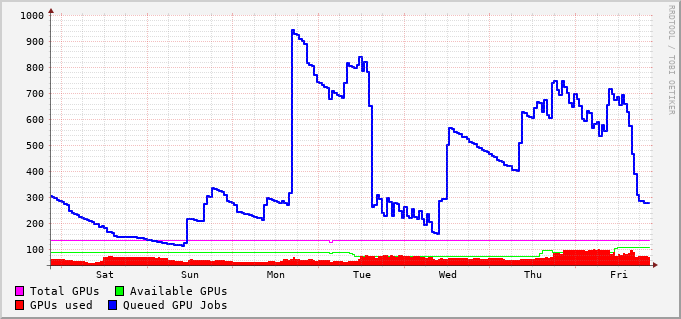 1000
900
800
700
600
500
400
300
200
100
Sat Sun Mon Tue Wed Thu Fri
Total GPUs Available GPUs
GPUs used Queued GPU Jobs
RRDTOOL / TOBI OETIKER